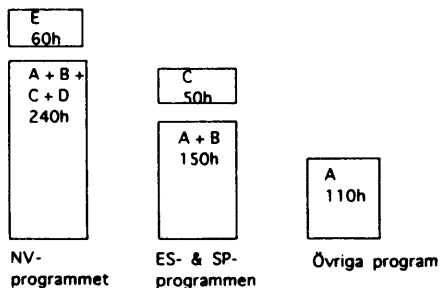 E
60h
A + B +
C + D
240h
C
50h
A + B
150h
A
110h
NV-
programmet
ES- & SP-
programmen
Övriga program